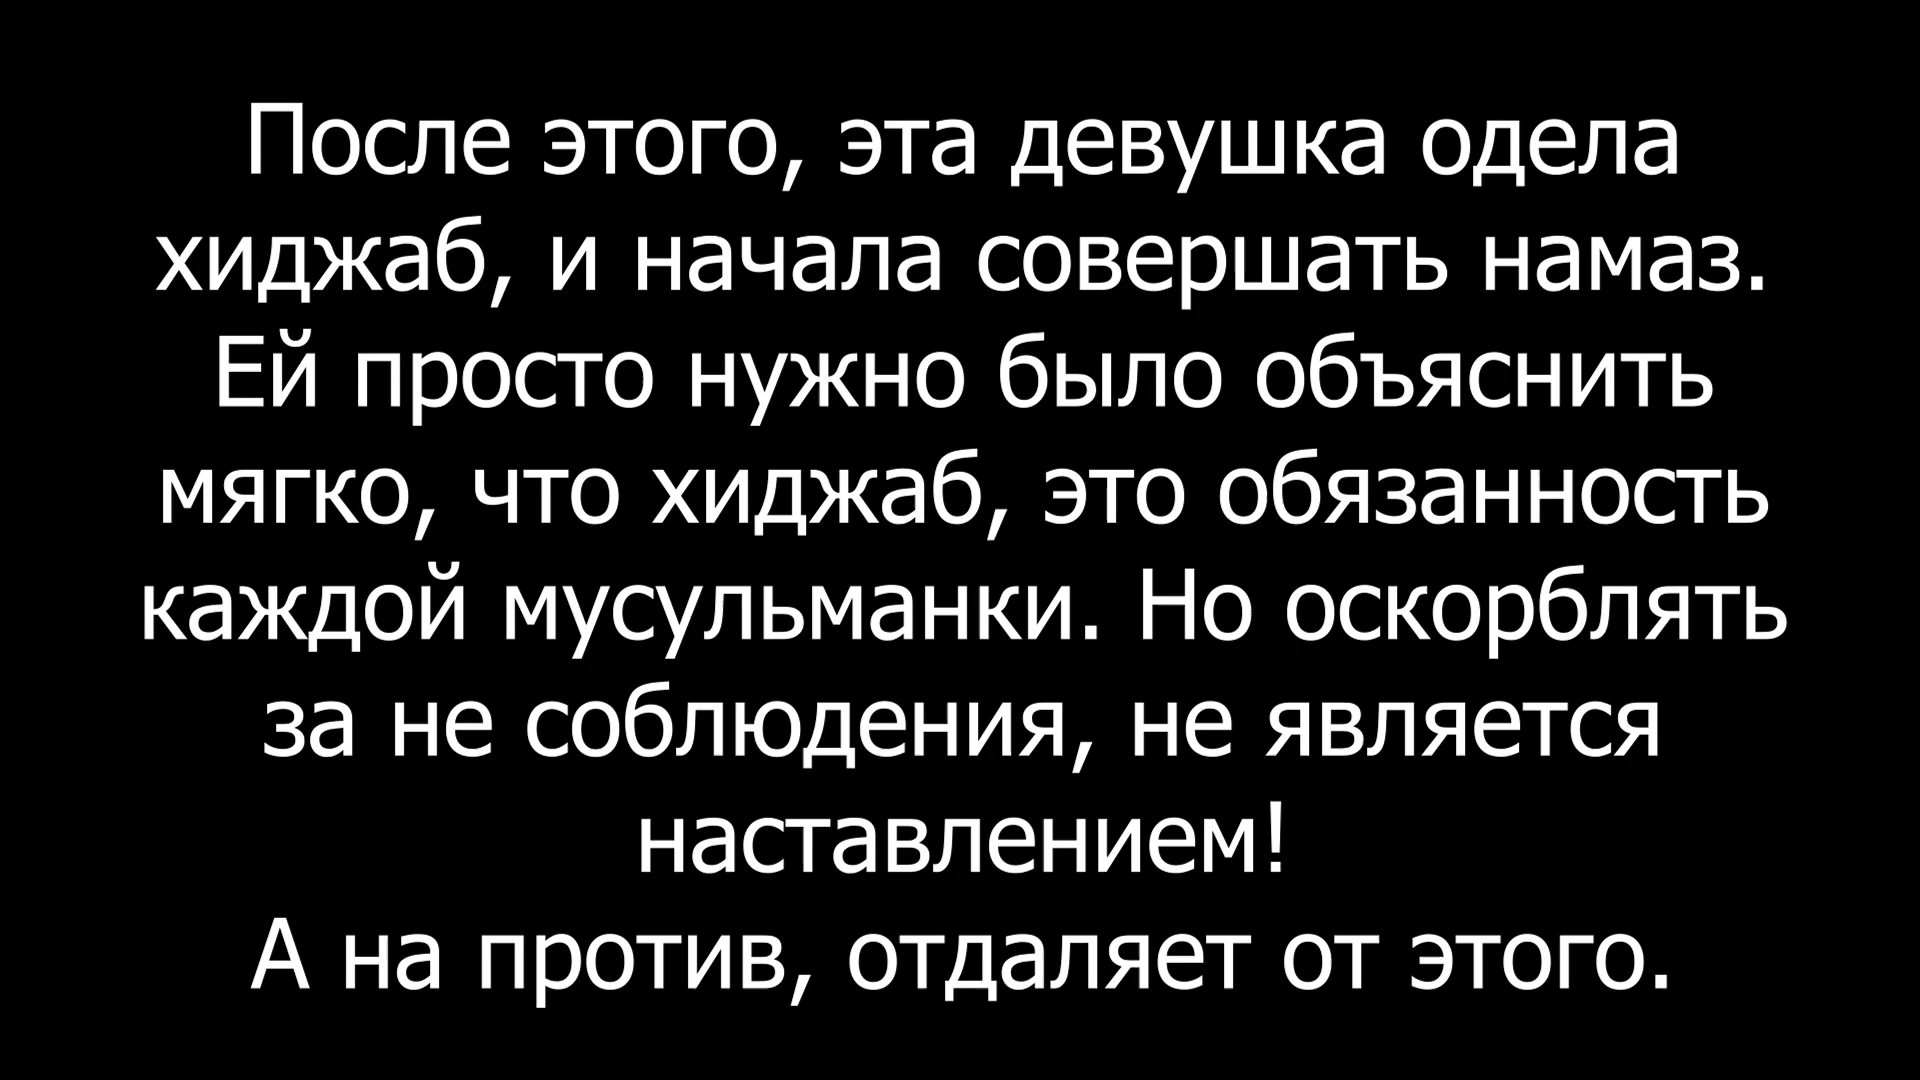 После этого, эта девушка одела
хиджаб, и начала совершать намаз.
Ей просто нужно было объяснить
мягко, что хиджаб, это обязанность
каждой мусульманки. Но оскорблять
за не соблюдения, не является
наставлением!
А на против, отдаляет от этого.